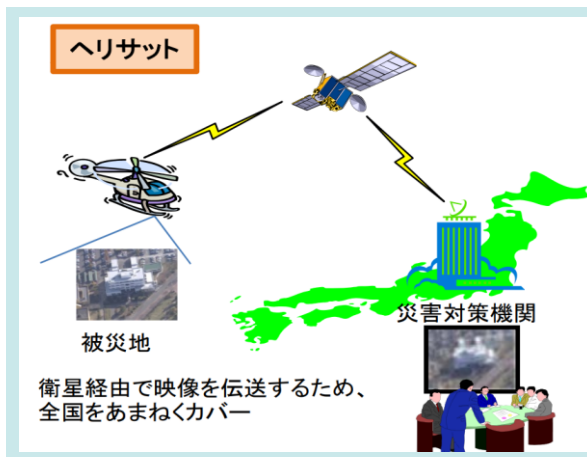 ヘリサット
被災地
災害対策機関
衛星経由で映像を伝送するため、
全国をあまねくカバー